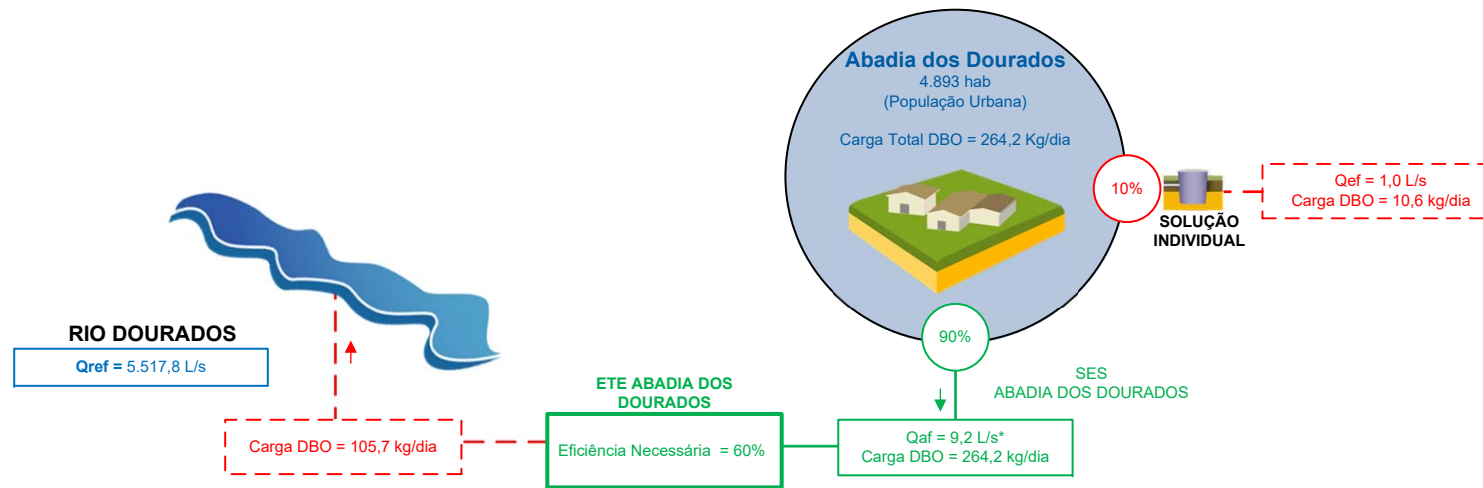 Abadia dos Dourados
4.893 hab
(População Urbana)
Carga Total DBO = 264,2 Kg/dia
10%
SOLUÇÃO
INDIVIDUAL
Qef = 1,0 L/s
Carga DBO = 10,6 kg/dia
90%
SES
ABADIA DOS DOURADOS
Qaf = 9,2 L/s*
Carga DBO = 264,2 kg/dia
ETE ABADIA DOS
DOURADOS
Eficiência Necessária = 60%
Carga DBO = 105,7 kg/dia
RIO DOURADOS
Qref = 5.517,8 L/s